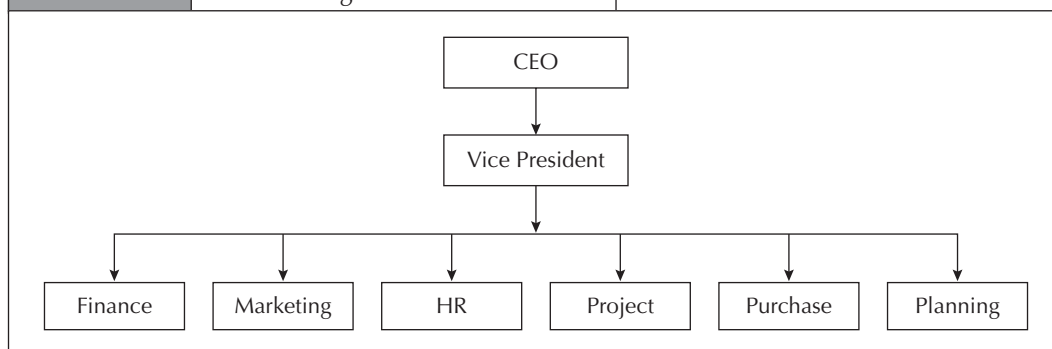 CEO
Vice President
Finance Marketing HR Project Purchase Planning